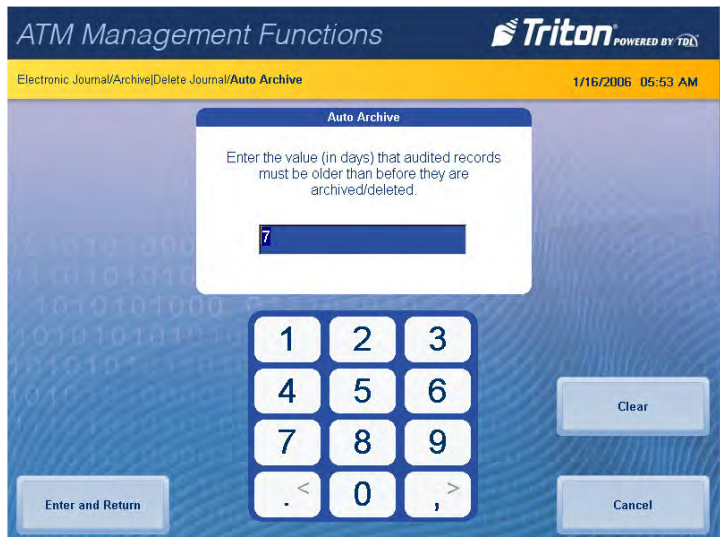 ATM Management Functions
Triton® POWERED BY TDL
Electronic Journal/Archive|Delete Journal/Auto Archive
1/16/2006 05:53 AM
Auto Archive
Enter the value (in days) that audited records
must be older than before they are
archived/deleted.
7
1 2 3
4 5 6
7 8 9
. < 0 , >
Clear
Enter and Return
Cancel